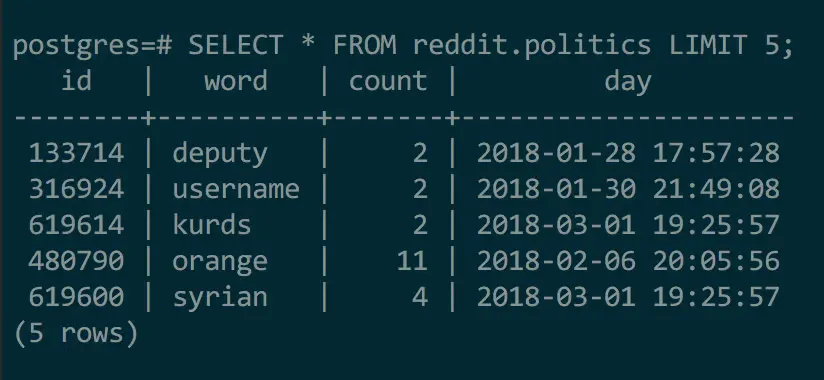 postgres=# SELECT * FROM reddit.politics LIMIT 5;
   id   |   word   | count |         day
--------+----------+-------+---------------------
 133714 | deputy   |     2 | 2018-01-28 17:57:28
 316924 | username |     2 | 2018-01-30 21:49:08
 619614 | kurds    |     2 | 2018-03-01 19:25:57
 480790 | orange   |    11 | 2018-02-06 20:05:56
 619600 | syrian   |     4 | 2018-03-01 19:25:57
(5 rows)